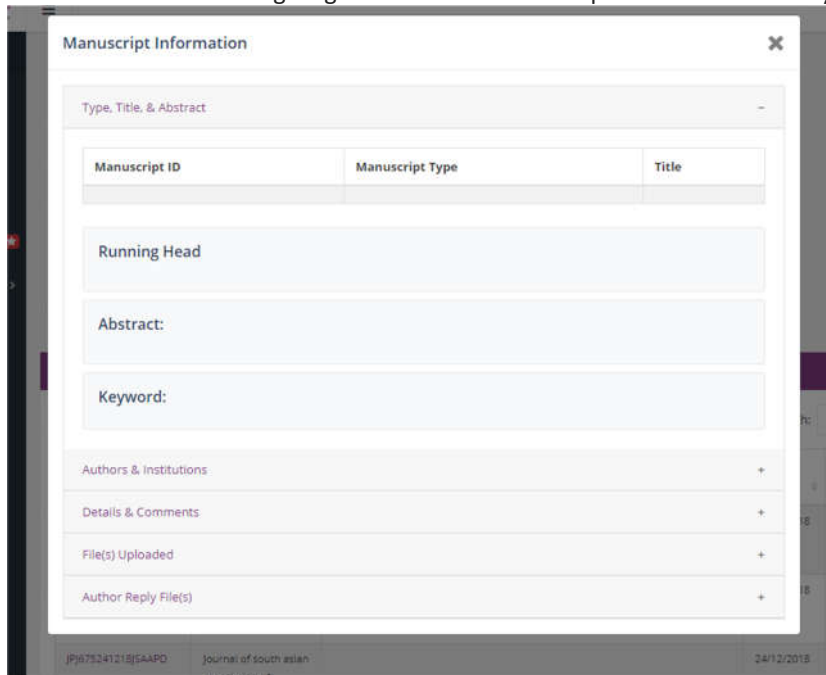 Manuscript Information
Type, Title, & Abstract
Manuscript ID Manuscript Type Title
Running Head
Abstract:
Keyword:
Authors & Institutions
Details & Comments
File(s) Uploaded
Author Reply File(s)
JPJ675241218JSAAPD Journal of south asian 24/12/2018